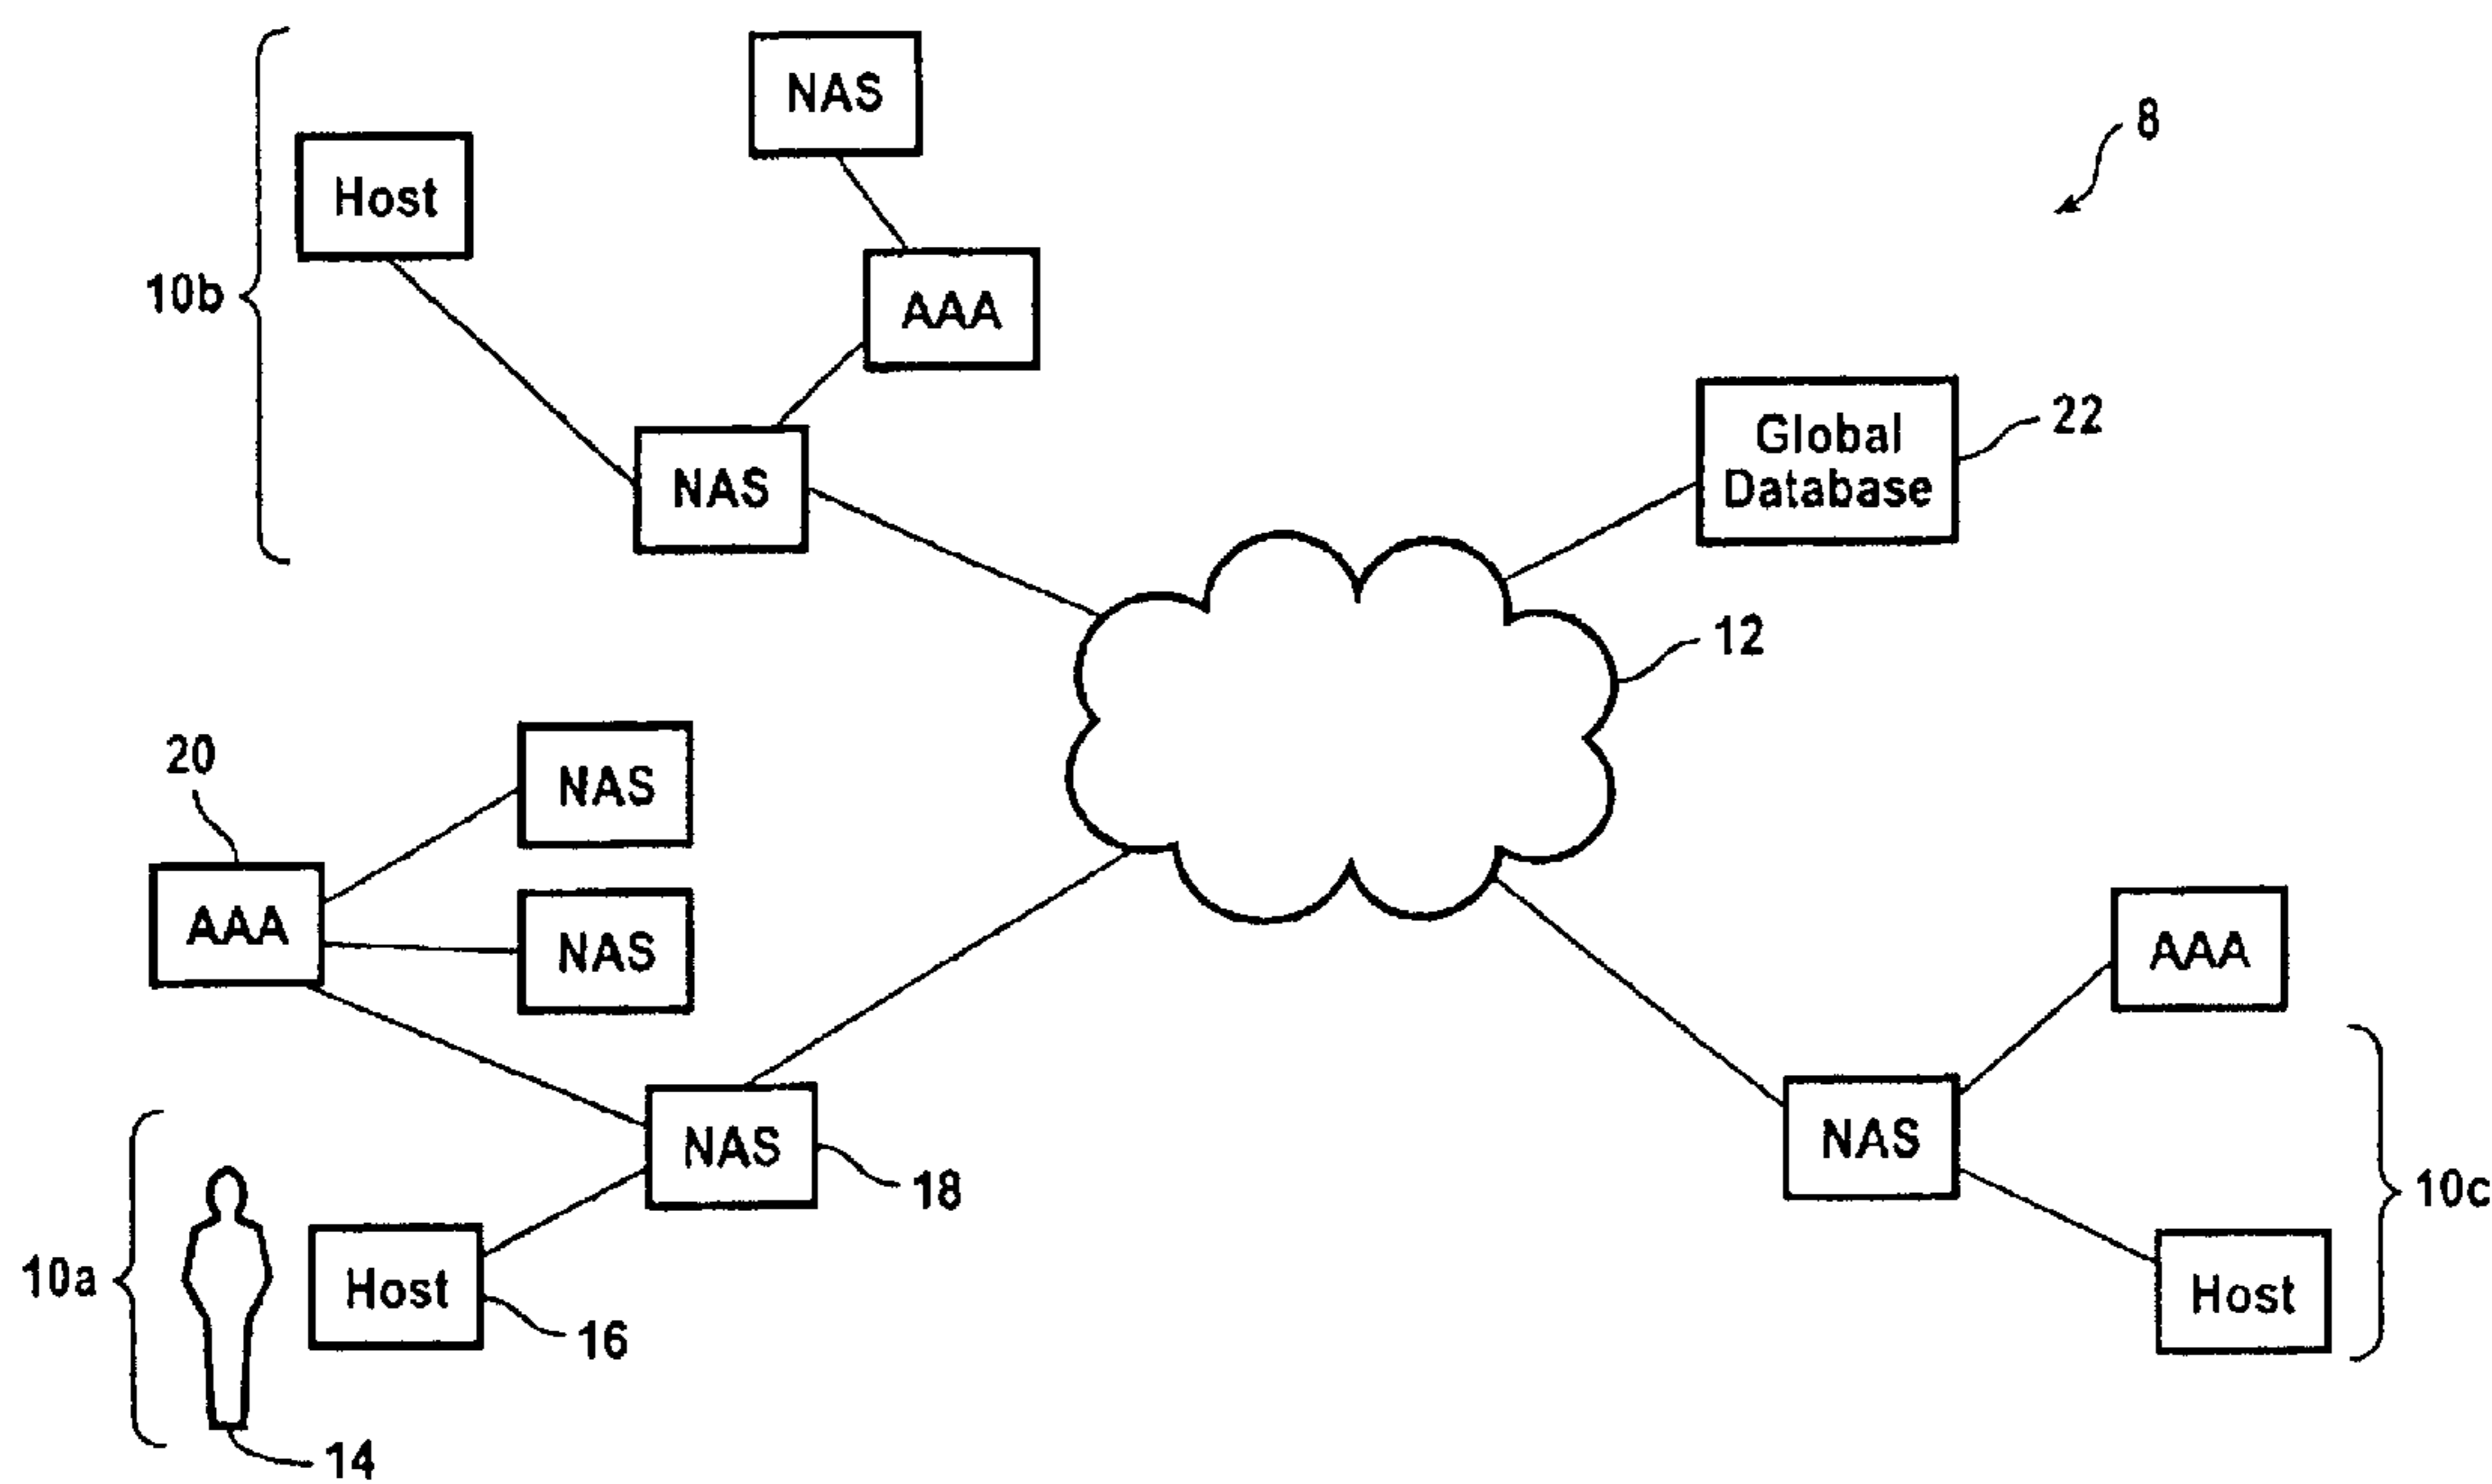 NAS
8
Host
10b
AAA
Global
Database
22
NAS
12
20
NAS
AAA
NAS
AAA
NAS
18
NAS
10c
10a
Host
16
Host
14